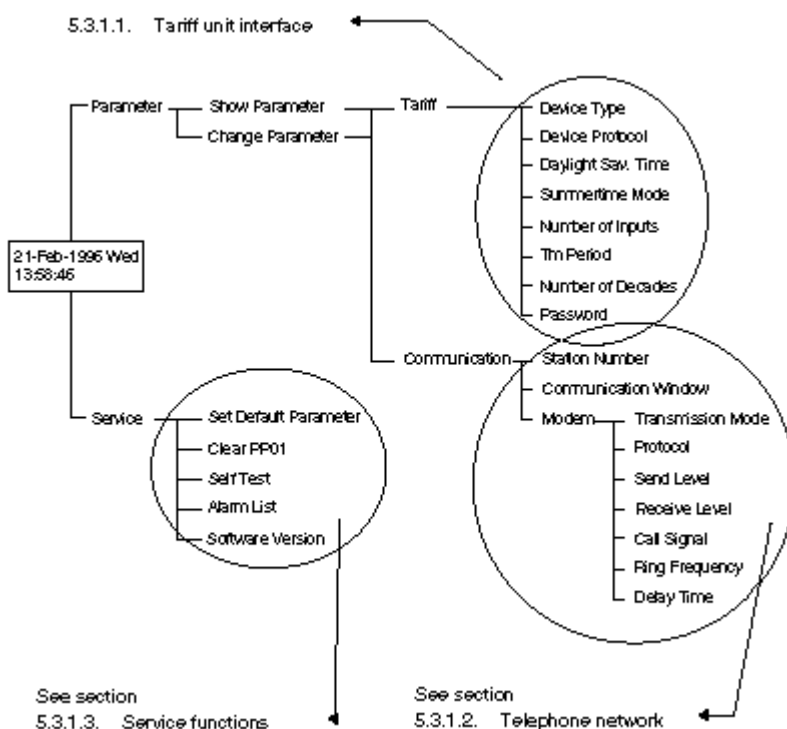 5.3.1.1. Tariff unit interface
Parameter
Show Parameter
Change Parameter
Tariff
Device Type
Device Protocol
Daylight Sav. Time
Summertime Mode
Number of Inputs
Tm Period
Number of Decades
Password
21-Feb-1996 Wed
13:58:46
Communication
Station Number
Communication Window
Modem
Transmission Mode
Protocol
Send Level
Receive Level
Call Signal
Ring Frequency
Delay Time
Service
Set Default Parameter
Clear PP01
Self Test
Alarm List
Software Version
See section
5.3.1.3. Service functions
See section
5.3.1.2. Telephone network